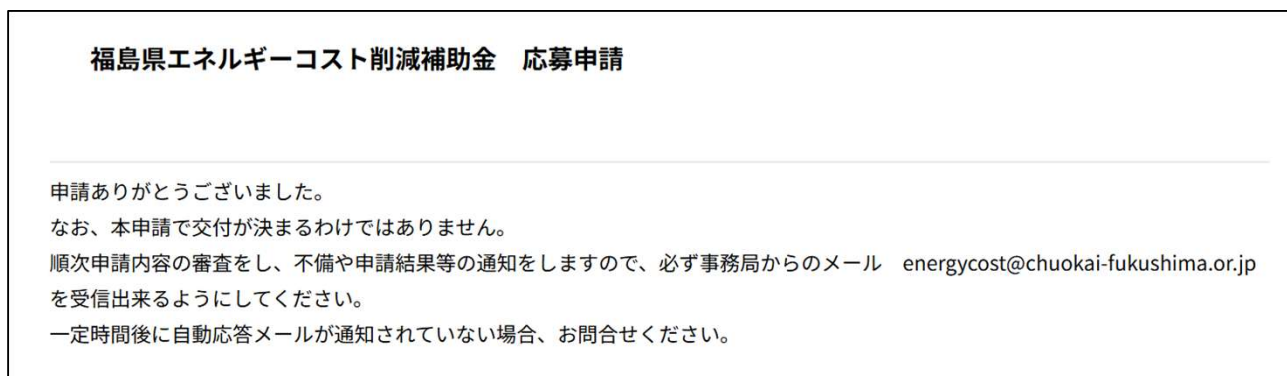 福島県エネルギーコスト削減補助金　応募申請
申請ありがとうございました。
なお、本申請で交付が決まるわけではありません。
順次申請内容の審査をし、不備や申請結果等の通知をしますので、必ず事務局からのメール　energycost@chuokai-fukushima.or.jp
を受信出来るようにしてください。
一定時間後に自動応答メールが通知されていない場合、お問合せください。